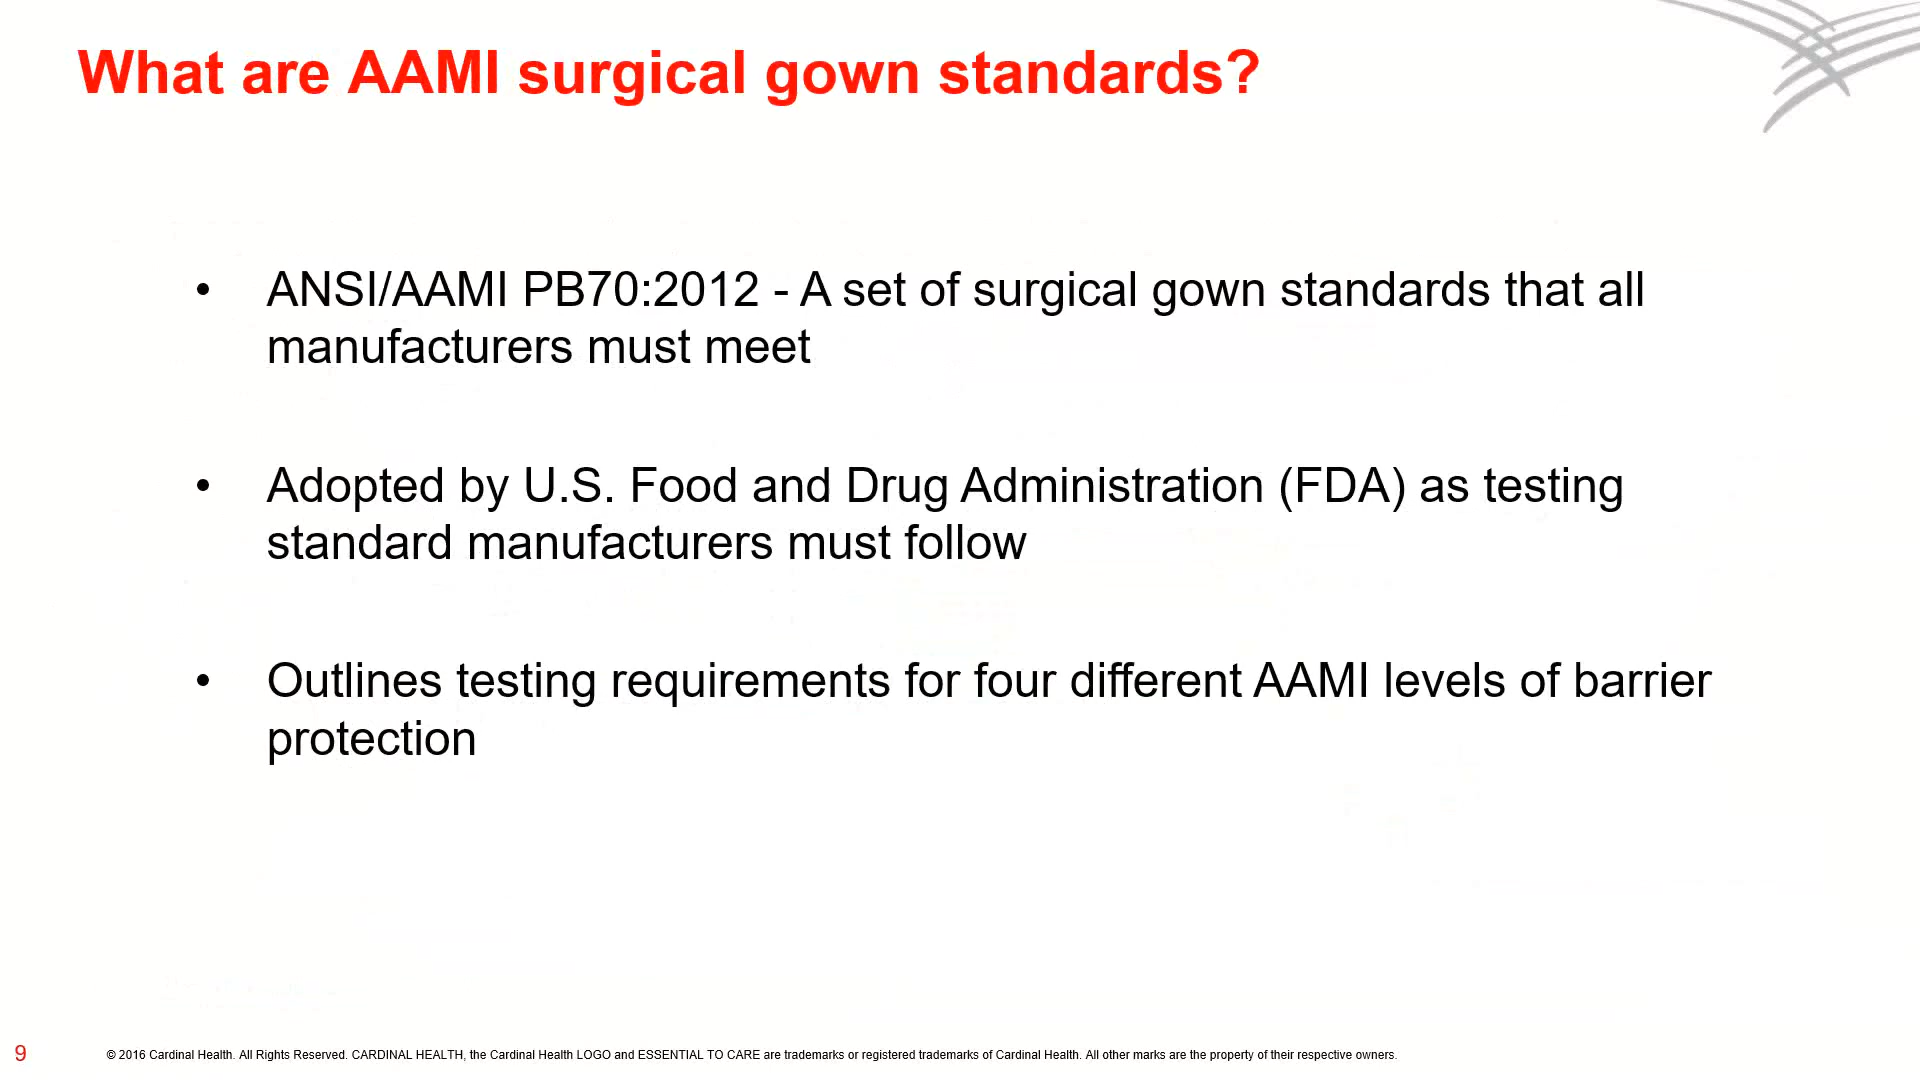 What are AAMI surgical gown standards?
• ANSI/AAMI PB70:2012 - A set of surgical gown standards that all
manufacturers must meet
• Adopted by U.S. Food and Drug Administration (FDA) as testing
standard manufacturers must follow
• Outlines testing requirements for four different AAMI levels of barrier
protection
9
© 2016 Cardinal Health. All Rights Reserved. CARDINAL HEALTH, the Cardinal Health LOGO and ESSENTIAL TO CARE are trademarks or registered trademarks of Cardinal Health. All other marks are the property of their respective owners.